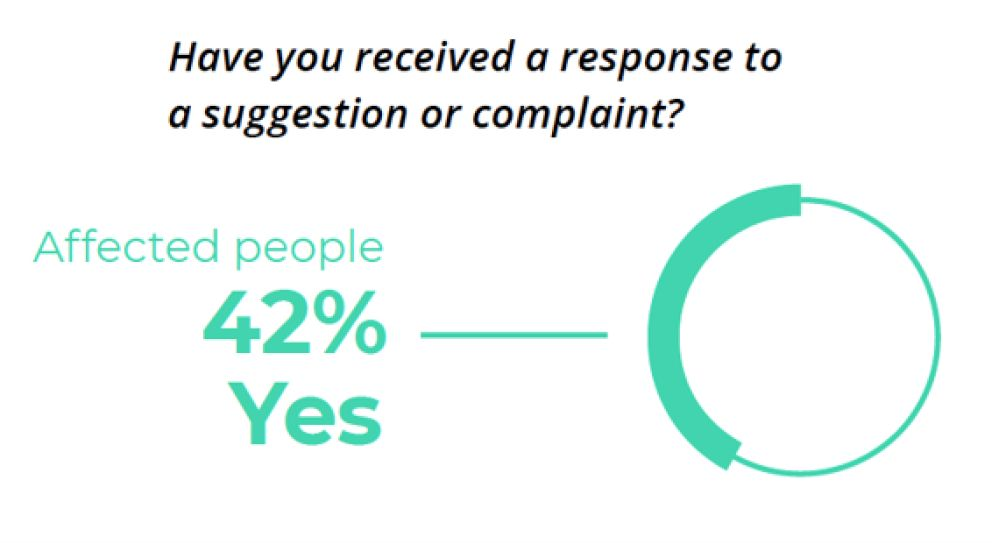 Have you received a response to
a suggestion or complaint?
Affected people
42%
Yes